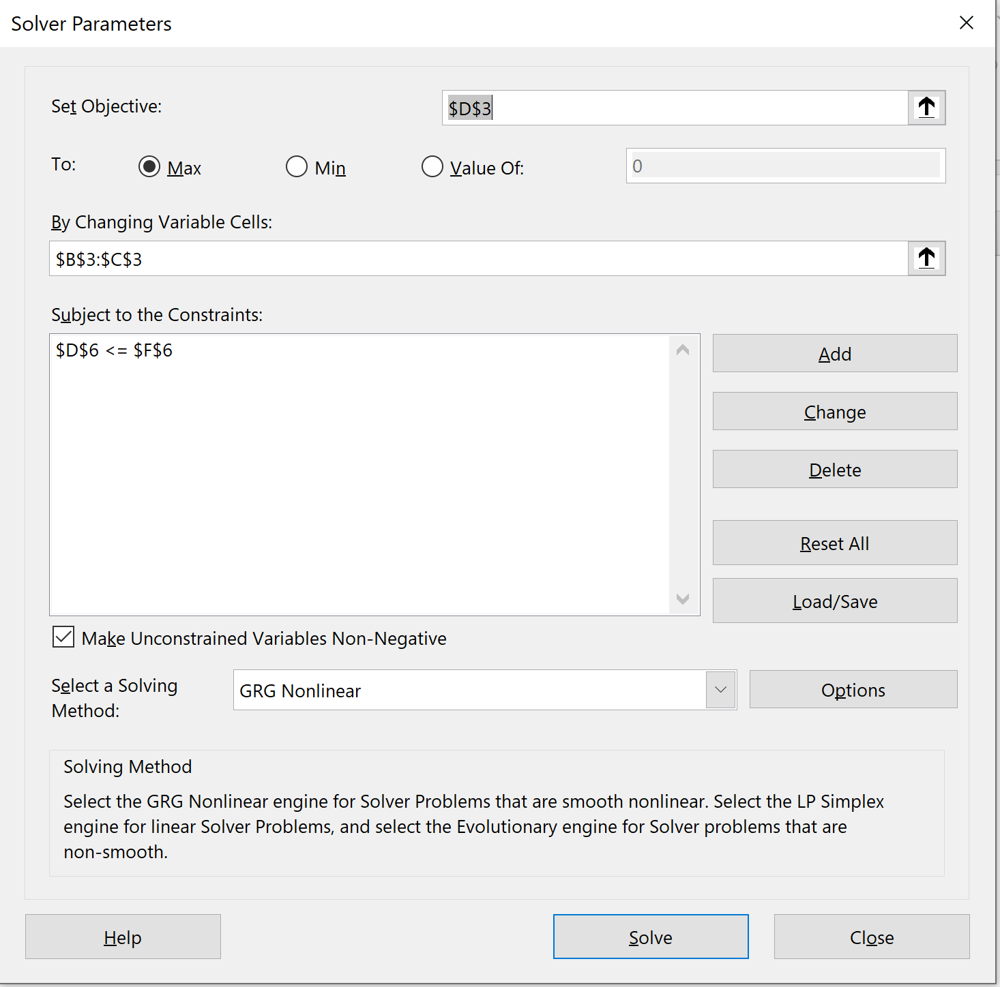 Solver Parameters
Set Objective:
$D$3
To:
Max
Min
Value Of:
0
By Changing Variable Cells:
$B$3:$C$3
Subject to the Constraints:
$D$6 <= $F$6
Add
Change
Delete
Reset All
Load/Save
Make Unconstrained Variables Non-Negative
Select a Solving
Method:
GRG Nonlinear
Options
Solving Method
Select the GRG Nonlinear engine for Solver Problems that are smooth nonlinear. Select the LP Simplex
engine for linear Solver Problems, and select the Evolutionary engine for Solver problems that are
non-smooth.
Help
Solve
Close